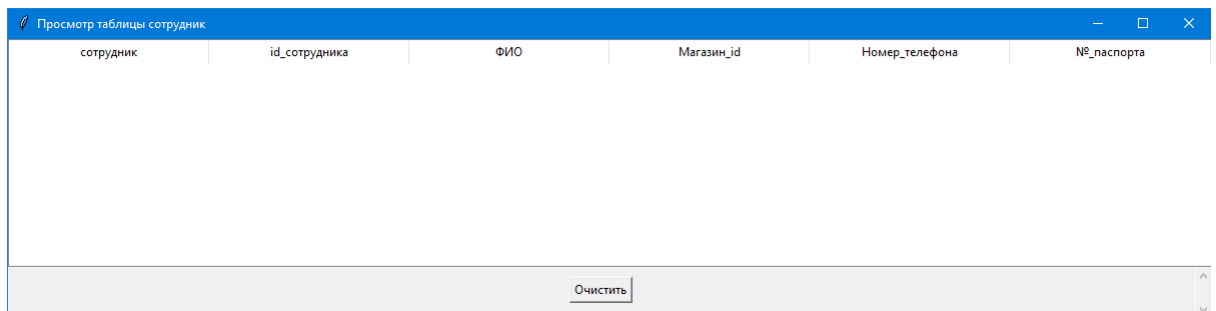 Просмотр таблицы сотрудник
сотрудник id_сотрудника ФИО Магазин_id Номер_телефона №_паспорта
Очистить